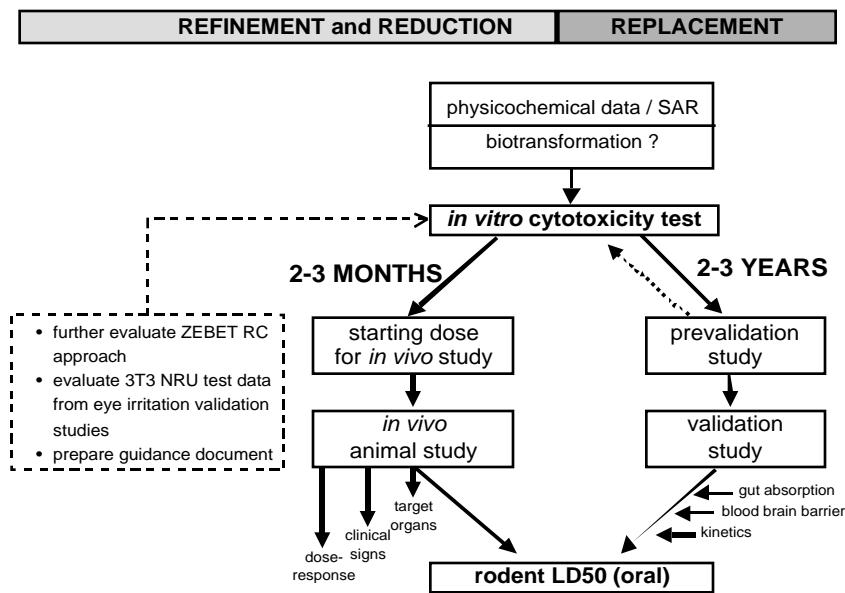 REFINEMENT and REDUCTION
REPLACEMENT
physicochemical data / SAR
biotransformation ?
in vitro cytotoxicity test
2-3 MONTHS
2-3 YEARS
• further evaluate ZEBET RC
approach
• evaluate 3T3 NRU test data
from eye irritation validation
studies
• prepare guidance document
starting dose
for in vivo study
prevalidation
study
in vivo
animal study
validation
study
target
organs
clinical
signs
dose-
response
gut absorption
blood brain barrier
kinetics
rodent LD50 (oral)